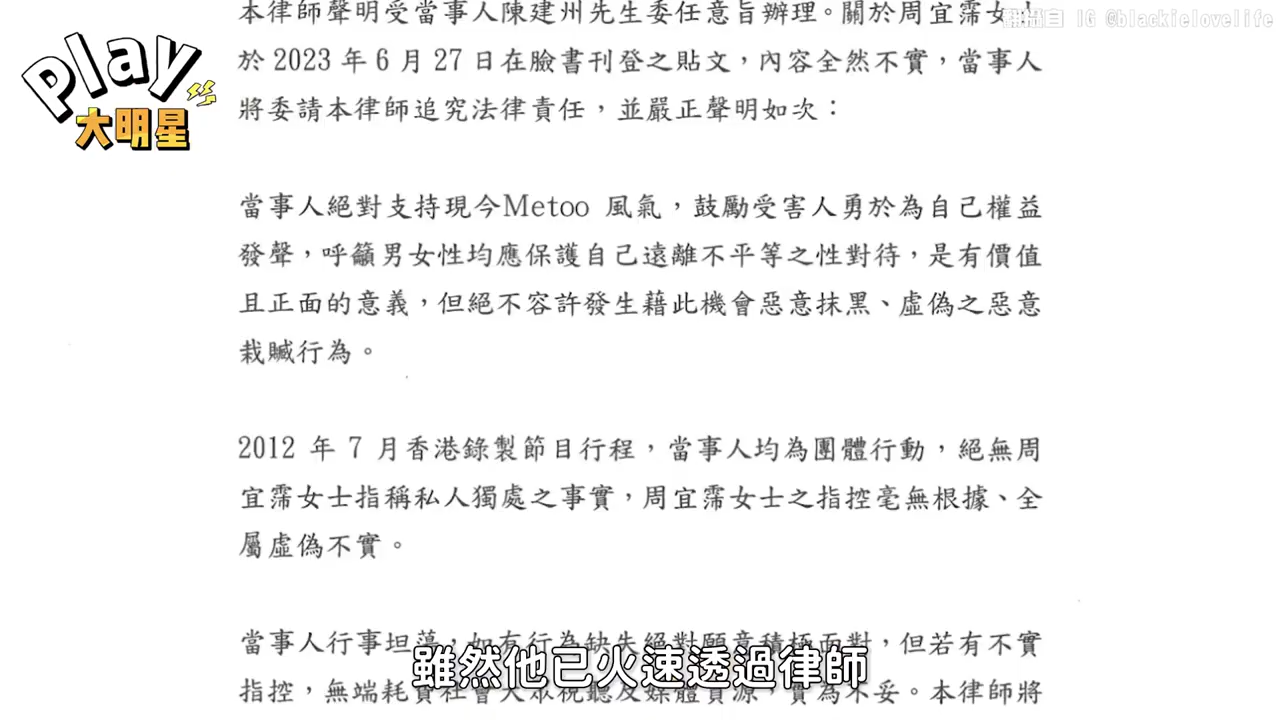 本律師聲明受當事人陳建州先生委任意旨辦理。關於周宜霈女士
翻攝自 IG @blackielovelife
Play
大明星
於 2023 年 6 月 27 日在臉書刊登之貼文，內容全然不實，當事人
將委請本律師追究法律責任，並嚴正聲明如次：
當事人絕對支持現今Metoo 風氣，鼓勵受害人勇於為自己權益
發聲，呼籲男女性均應保護自己遠離不平等之性對待，是有價值
且正面的意義，但絕不容許發生藉此機會惡意抹黑、虛偽之惡意
栽贓行為。
2012 年 7 月香港錄製節目行程，當事人均為團體行動，絕無周
宜霈女士指稱私人獨處之事實，周宜霈女士之指控毫無根據、全
屬虛偽不實。
當事人行事坦蕩，如有行為缺失絕對願意積極面對，但若有不實
指控，無端耗費社會大眾視聽及媒體資源，實為不妥。本律師將
雖然他已火速透過律師